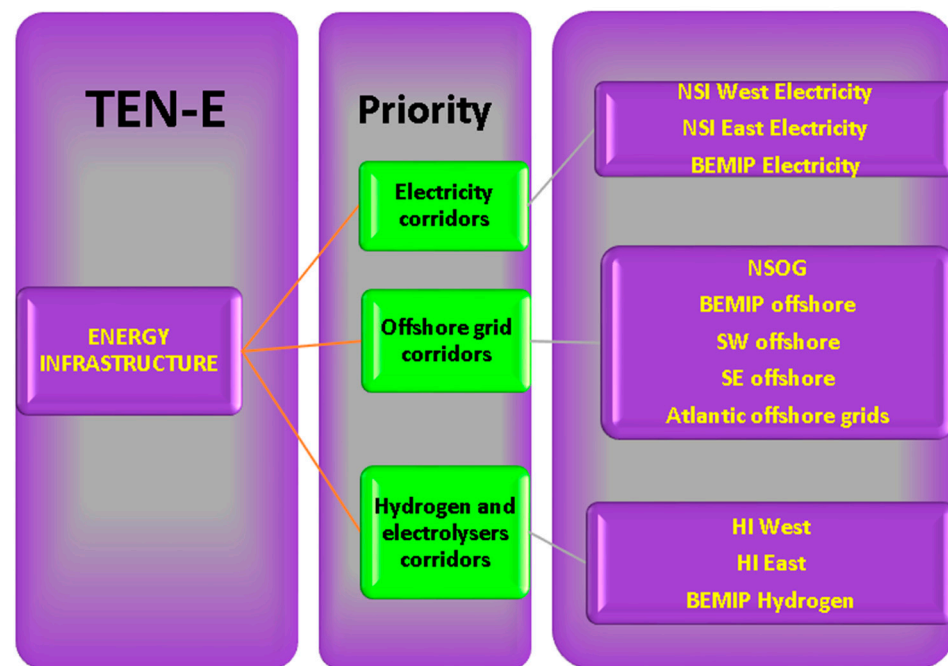 TEN-E
Priority
ENERGY
INFRASTRUCTURE
Electricity
corridors
Offshore grid
corridors
Hydrogen and
electrolysers
corridors
NSI West Electricity
NSI East Electricity
BEMIP Electricity
NSOG
BEMIP offshore
SW offshore
SE offshore
Atlantic offshore grids
HI West
HI East
BEMIP Hydrogen